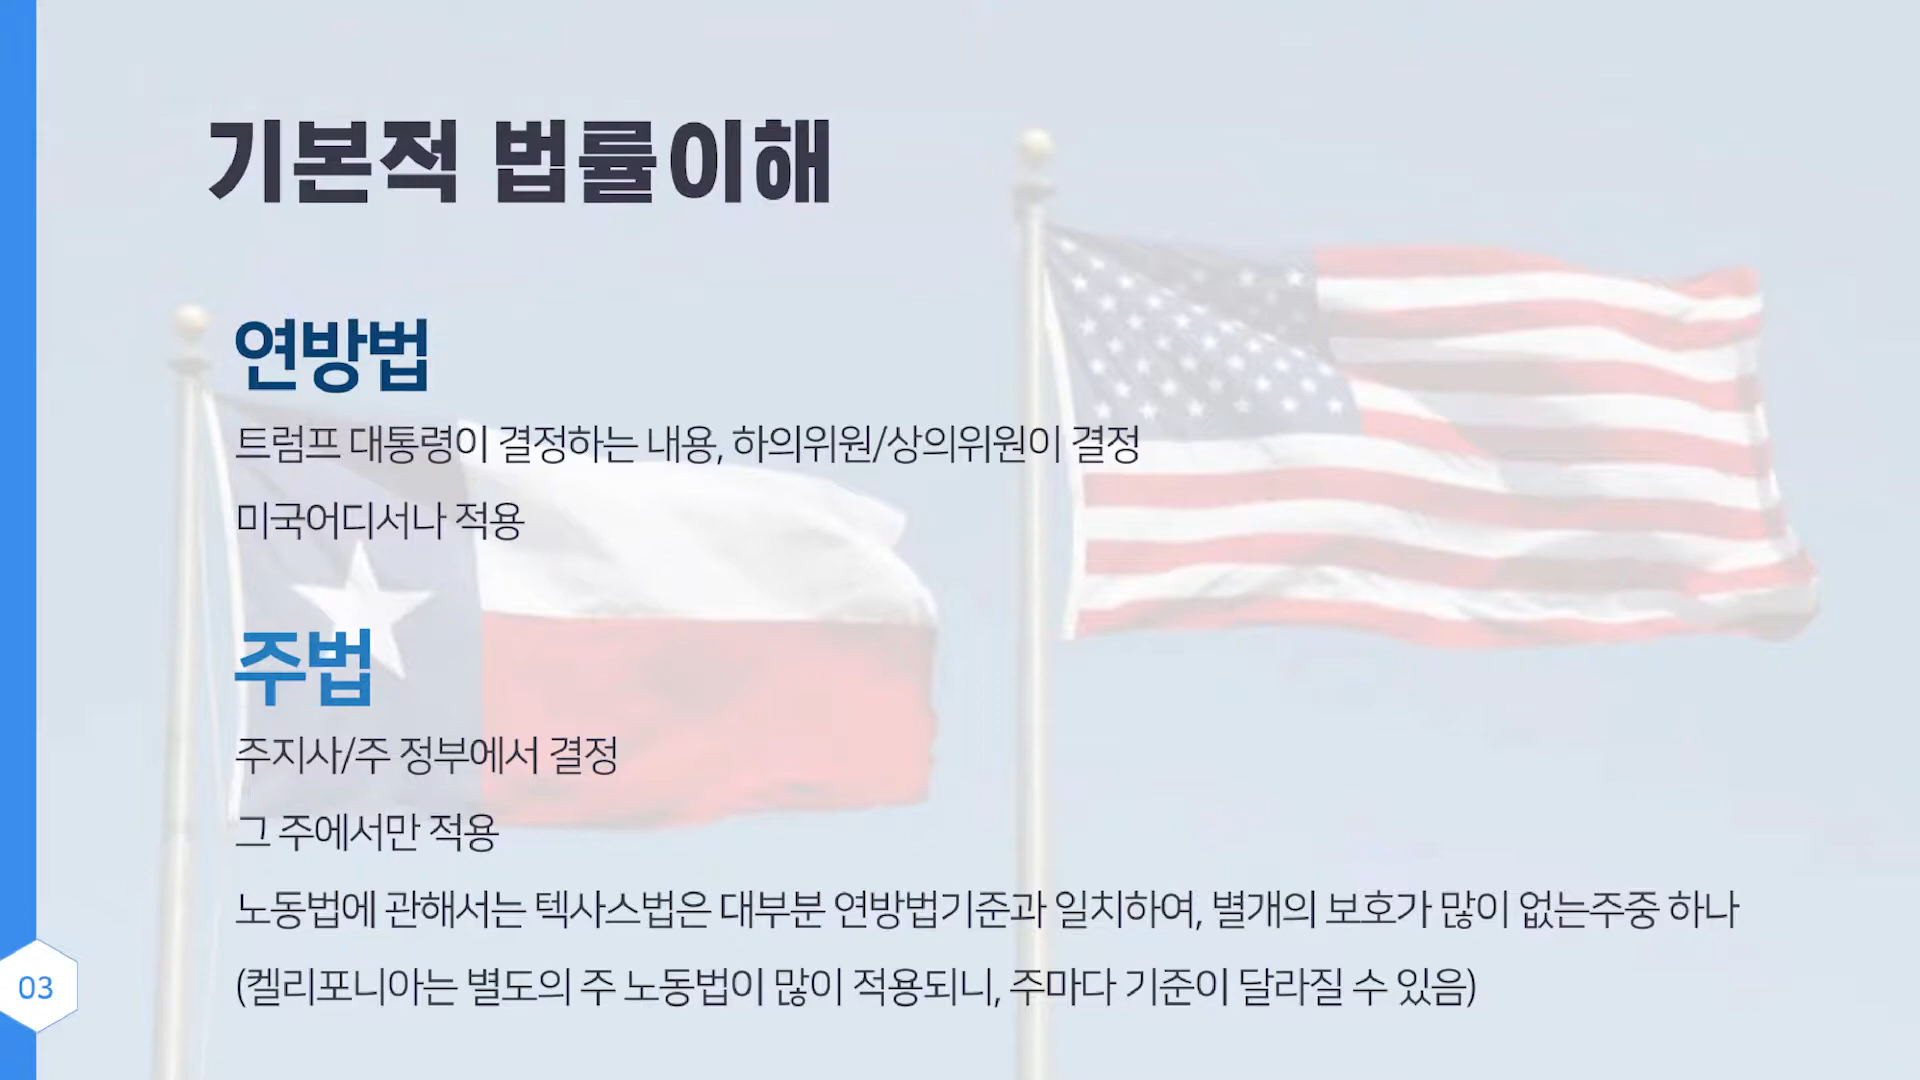 기본적 법률이해
연방법
트럼프 대통령이 결정하는 내용, 하의위원/상의위원이 결정
미국어디서나 적용
주법
주지사/주 정부에서 결정
그 주에서만 적용
노동법에 관해서는 텍사스법은 대부분 연방법기준과 일치하여, 별개의 보호가 많이 없는주중 하나
(켈리포니아는 별도의 주 노동법이 많이 적용되니, 주마다 기준이 달라질 수 있음)
03